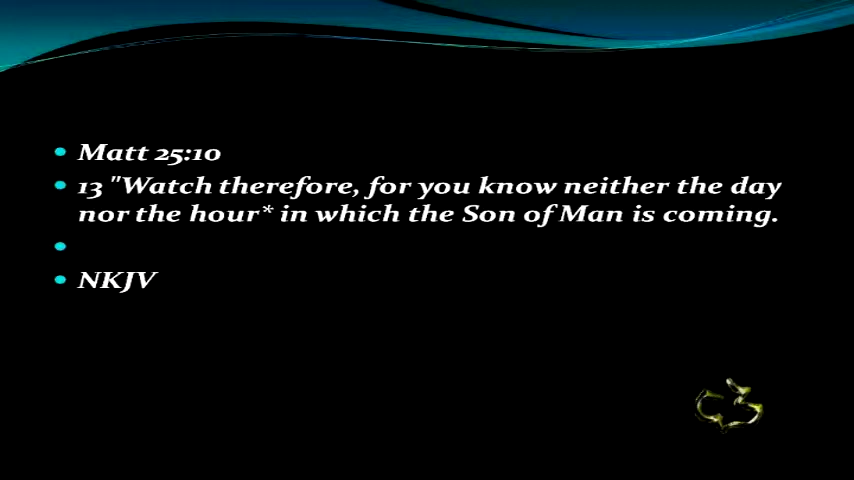 Matt 25:10
13 "Watch therefore, for you know neither the day
nor the hour* in which the Son of Man is coming.
NKJV
C3